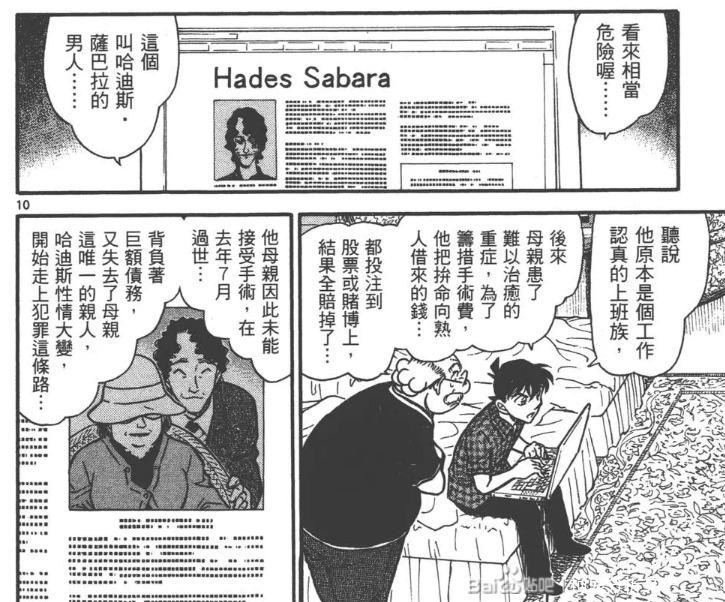 看來相當
危險喔……
Hades Sabara
這個
叫哈迪斯・
薩巴拉的
男人……
10
聽說
他原本是個工作
認真的上班族，
後來
母親患了
難以治癒的
重症，為了
籌措手術費，
他把拚命向熟
人借來的錢…
都投注到
股票或賭博上，
結果全賠掉了…
他母親因此未能
接受手術，在
去年7月
過世…
背負著
巨額債務，
又失去了母親
這唯一的親人，
哈迪斯性情大變，
開始走上犯罪這條路…
Baidu贴吧